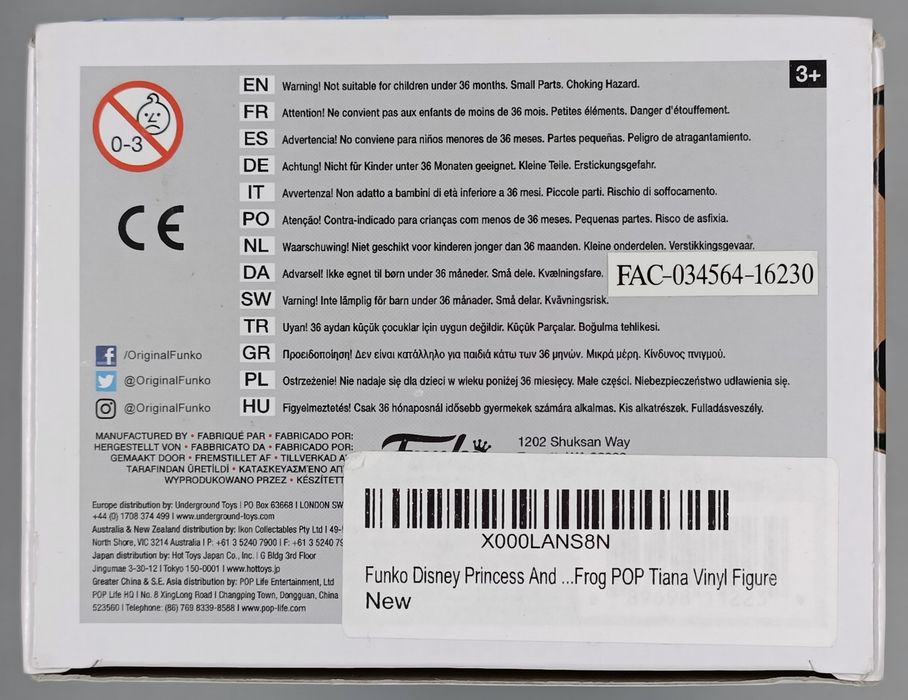 3+
0-3
CE
EN Warning! Not suitable for children under 36 months. Small Parts. Choking Hazard.
FR Attention! Ne convient pas aux enfants de moins de 36 mois. Petites éléments. Danger d'étouffement.
ES Advertencia! No conviene para niños menores de 36 meses. Partes pequeñas. Peligro de atragantamiento.
DE Achtung! Nicht für Kinder unter 36 Monaten geeignet. Kleine Teile. Erstickungsgefahr.
IT Avvertenza! Non adatto a bambini di età inferiore a 36 mesi. Piccole parti. Rischio di soffocamento.
PO Atenção! Contra-indicado para crianças com menos de 36 meses. Pequenas partes. Risco de asfixia.
NL Waarschuwing! Niet geschikt voor kinderen jonger dan 36 maanden. Kleine onderdelen. Verstikkingsgevaar.
DA Advarsel! Ikke egnet til børn under 36 måneder. Små dele. Kvælningsfare.
FAC-034564-16230
SW Varning! Inte lämplig för barn under 36 månader. Små delar. Kvävningsrisk.
TR Uyarı! 36 aydan küçük çocuklar için uygun değildir. Küçük Parçalar. Boğulma tehlikesi.
GR Προειδοποίηση! Δεν είναι κατάλληλο για παιδιά κάτω των 36 μηνών. Μικρά μέρη. Κίνδυνος πνιγμού.
PL Ostrzeżenie! Nie nadaje się dla dzieci w wieku poniżej 36 miesięcy. Małe części. Niebezpieczeństwo udławienia się.
HU Figyelmeztetés! Csak 36 hónaposnál idősebb gyermekek számára alkalmas. Kis alkatrészek. Fulladásveszély.
/OriginalFunko
@OriginalFunko
@OriginalFunko
MANUFACTURED BY • FABRIQUÉ PAR • FABRICADO POR:
HERGESTELLT VON • FABBRICATO DA • FABRICADO POR:
GEMAAKT DOOR • FREMSTILLET AF • TILLVERKAD A
TARAFINDAN ÜRETİLDİ • ΚΑΤΑΣΚΕΥΑΣΜΈΝΟ ΑΠ
WYPRODUKOWANO PRZEZ • KÉSZÍTETT
Funko
1202 Shuksan Way
Europe distribution by: Underground Toys | PO Box 63668 | LONDON SW
+44 (0) 1708 374 499 | www.underground-toys.com
Australia & New Zealand distribution by: Ikon Collectables Pty Ltd | 49-
North Shore, VIC 3214 Australia | P: +61 3 5240 7900 | F: +61 3 5240 79
Japan distribution by: Hot Toys Japan Co., Inc. | G Bldg 3rd Floor
Jingumae 3-30-12 | Tokyo 150-0001 | www.hottoys.jp
Greater China & S.E. Asia distribution by: POP Life Entertainment, Ltd
POP Life HQ | No. 8 XingLong Road | Changping Town, Dongguan, China
523560 | Telephone: (86) 769 8339-8588 | www.pop-life.com
X000LANS8N
Funko Disney Princess And ...Frog POP Tiana Vinyl Figure
New